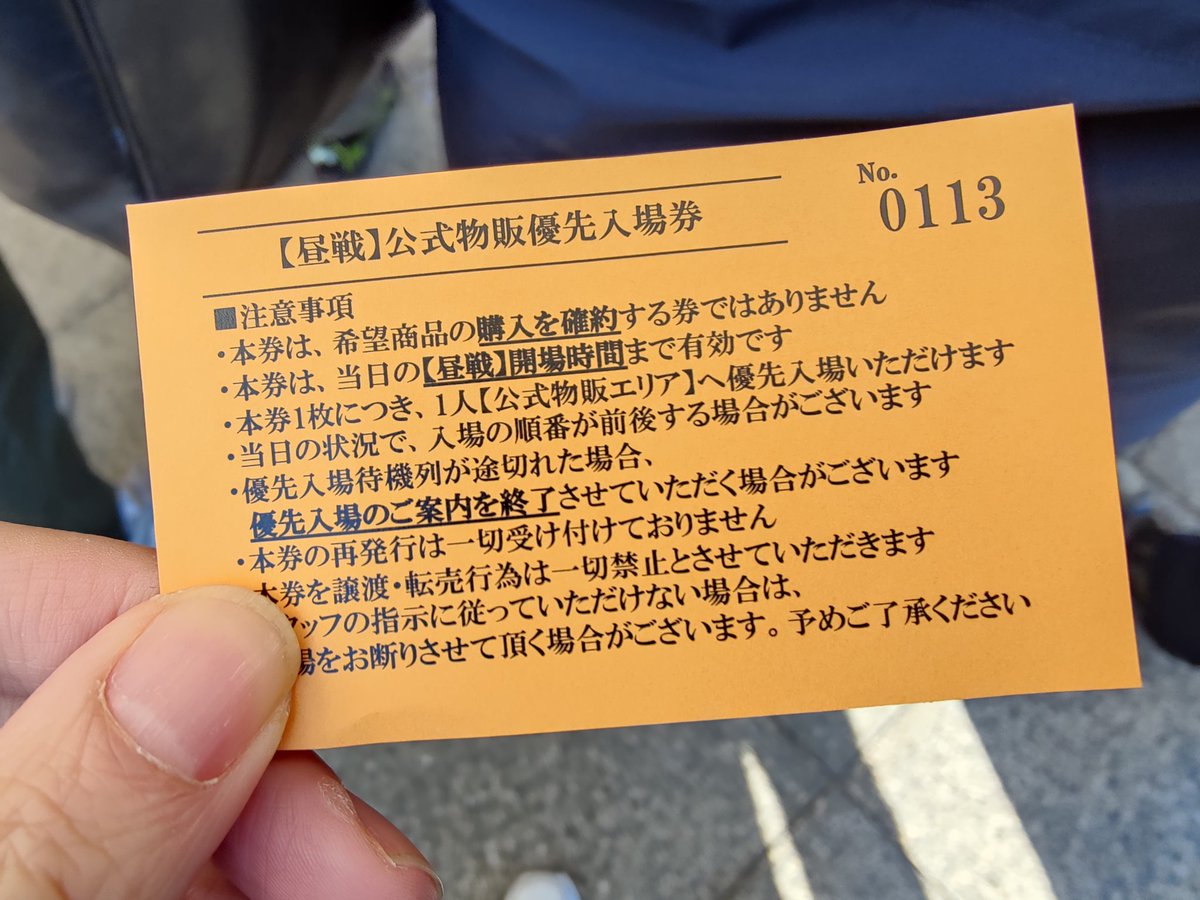 No.
0113
【昼戦】公式物販優先入場券
■注意事項
・本券は、希望商品の購入を確約する券ではありません
・本券は、当日の【昼戦】開場時間まで有効です
・本券1枚につき、1人【公式物販エリア】へ優先入場いただけます
・当日の状況で、入場の順番が前後する場合がございます
・優先入場待機列が途切れた場合、
優先入場のご案内を終了させていただく場合がございます
・本券の再発行は一切受け付けておりません
本券を譲渡・転売行為は一切禁止とさせていただきます
タッフの指示に従っていただけない場合は、
場をお断りさせて頂く場合がございます。予めご了承ください